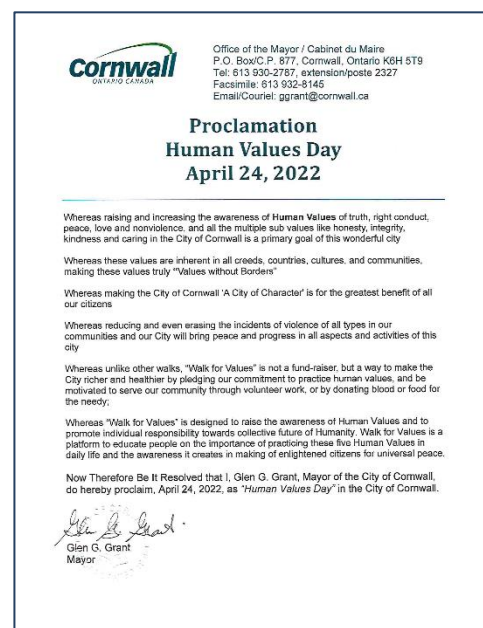 Cornwall
ONTARIO CANADA
Office of the Mayor / Cabinet du Maire
P.O. Box/C.P. 877, Cornwall, Ontario K6H 5T9
Tel: 613 930-2787, extension/poste 2327
Facsimile: 613 932-8145
Email/Couriel: ggrant@cornwall.ca
Proclamation
Human Values Day
April 24, 2022
Whereas raising and increasing the awareness of Human Values of truth, right conduct,
peace, love and nonviolence, and all the multiple sub values like honesty, integrity,
kindness and caring in the City of Cornwall is a primary goal of this wonderful city
Whereas these values are inherent in all creeds, countries, cultures, and communities,
making these values truly "Values without Borders"
Whereas making the City of Cornwall 'A City of Character' is for the greatest benefit of all
our citizens
Whereas reducing and even erasing the incidents of violence of all types in our
communities and our City will bring peace and progress in all aspects and activities of this
city
Whereas unlike other walks, "Walk for Values" is not a fund-raiser, but a way to make the
City richer and healthier by pledging our commitment to practice human values, and be
motivated to serve our community through volunteer work, or by donating blood or food for
the needy;
Whereas "Walk for Values" is designed to raise the awareness of Human Values and to
promote individual responsibility towards collective future of Humanity. Walk for Values is a
platform to educate people on the importance of practicing these five Human Values in
daily life and the awareness it creates in making of enlightened citizens for universal peace.
Now Therefore Be It Resolved that I, Glen G. Grant, Mayor of the City of Cornwall,
do hereby proclaim, April 24, 2022, as "Human Values Day" in the City of Cornwall.
Glen G. Grant
Glen G. Grant
Mayor